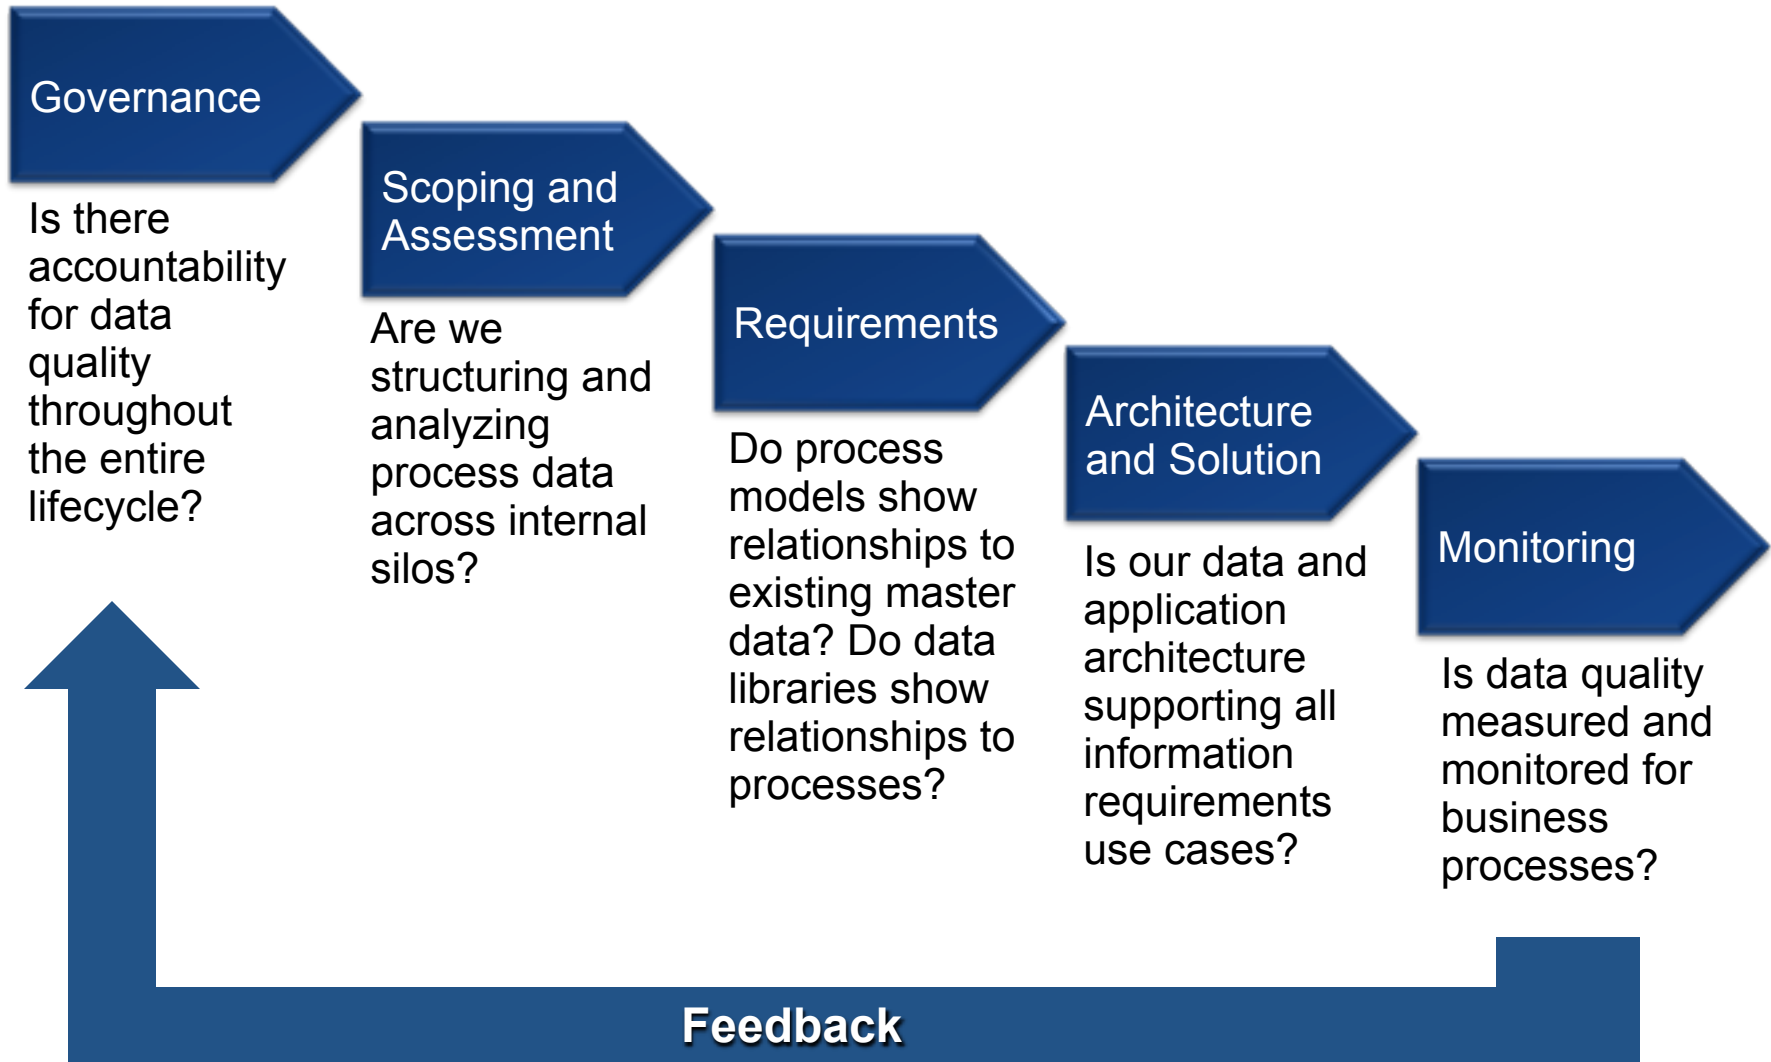 Governance
Is there
accountability
for data
quality
throughout
the entire
lifecycle?
Scoping and
Assessment
Are we
structuring and
analyzing
process data
across internal
silos?
Requirements
Do process
models show
relationships to
existing master
data? Do data
libraries show
relationships to
processes?
Architecture
and Solution
Is our data and
application
architecture
supporting all
information
requirements
use cases?
Monitoring
Is data quality
measured and
monitored for
business
processes?
Feedback